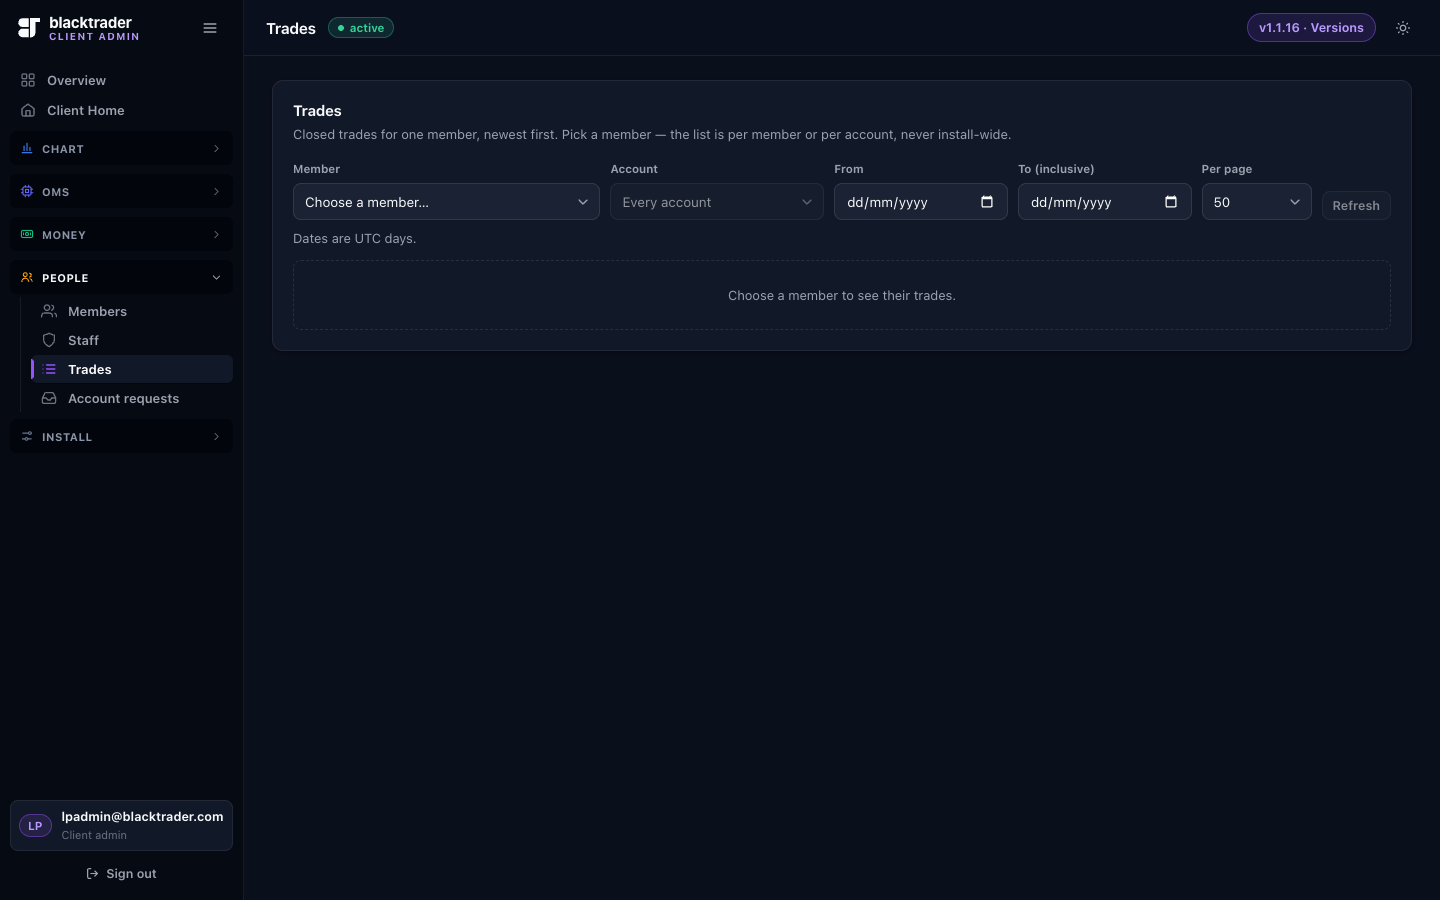 blacktrader
CLIENT ADMIN
Overview
Client Home
CHART
OMS
MONEY
PEOPLE
Members
Staff
Trades
Account requests
INSTALL
LP
lpadmin@blacktrader.com
Client admin
Sign out
Trades
active
v1.1.16 · Versions
Trades
Closed trades for one member, newest first. Pick a member — the list is per member or per account, never install-wide.
Member
Account
From
To (inclusive)
Per page
Choose a member...
Every account
dd/mm/yyyy
dd/mm/yyyy
50
Refresh
Dates are UTC days.
Choose a member to see their trades.